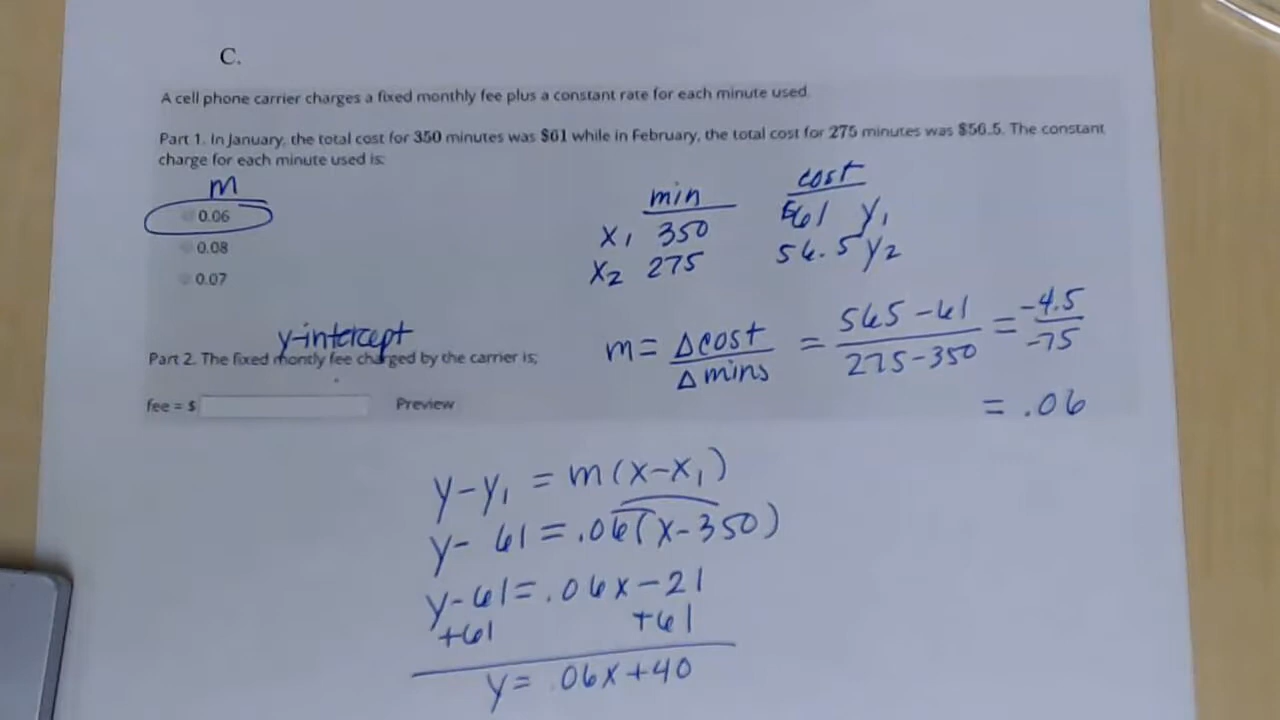 C.
A cell phone carrier charges a fixed monthly fee plus a constant rate for each minute used.
Part 1. In January, the total cost for 350 minutes was $61 while in February, the total cost for 275 minutes was $56.5. The constant
charge for each minute used is:
m
0.06
0.08
0.07
min cost
x₁ 350 61 y₁
x₂ 275 56.5 y₂
m = Δcost / Δmins = 565 - 61 / 275 - 350 = -4.5 / -75
= .06
y-intercept
Part 2. The fixed montly fee charged by the carrier is;
fee = $
Preview
y - y₁ = m(x - x₁)
y - 61 = .06(x - 350)
y - 61 = .06x - 21
+61 +61
y = .06x + 40